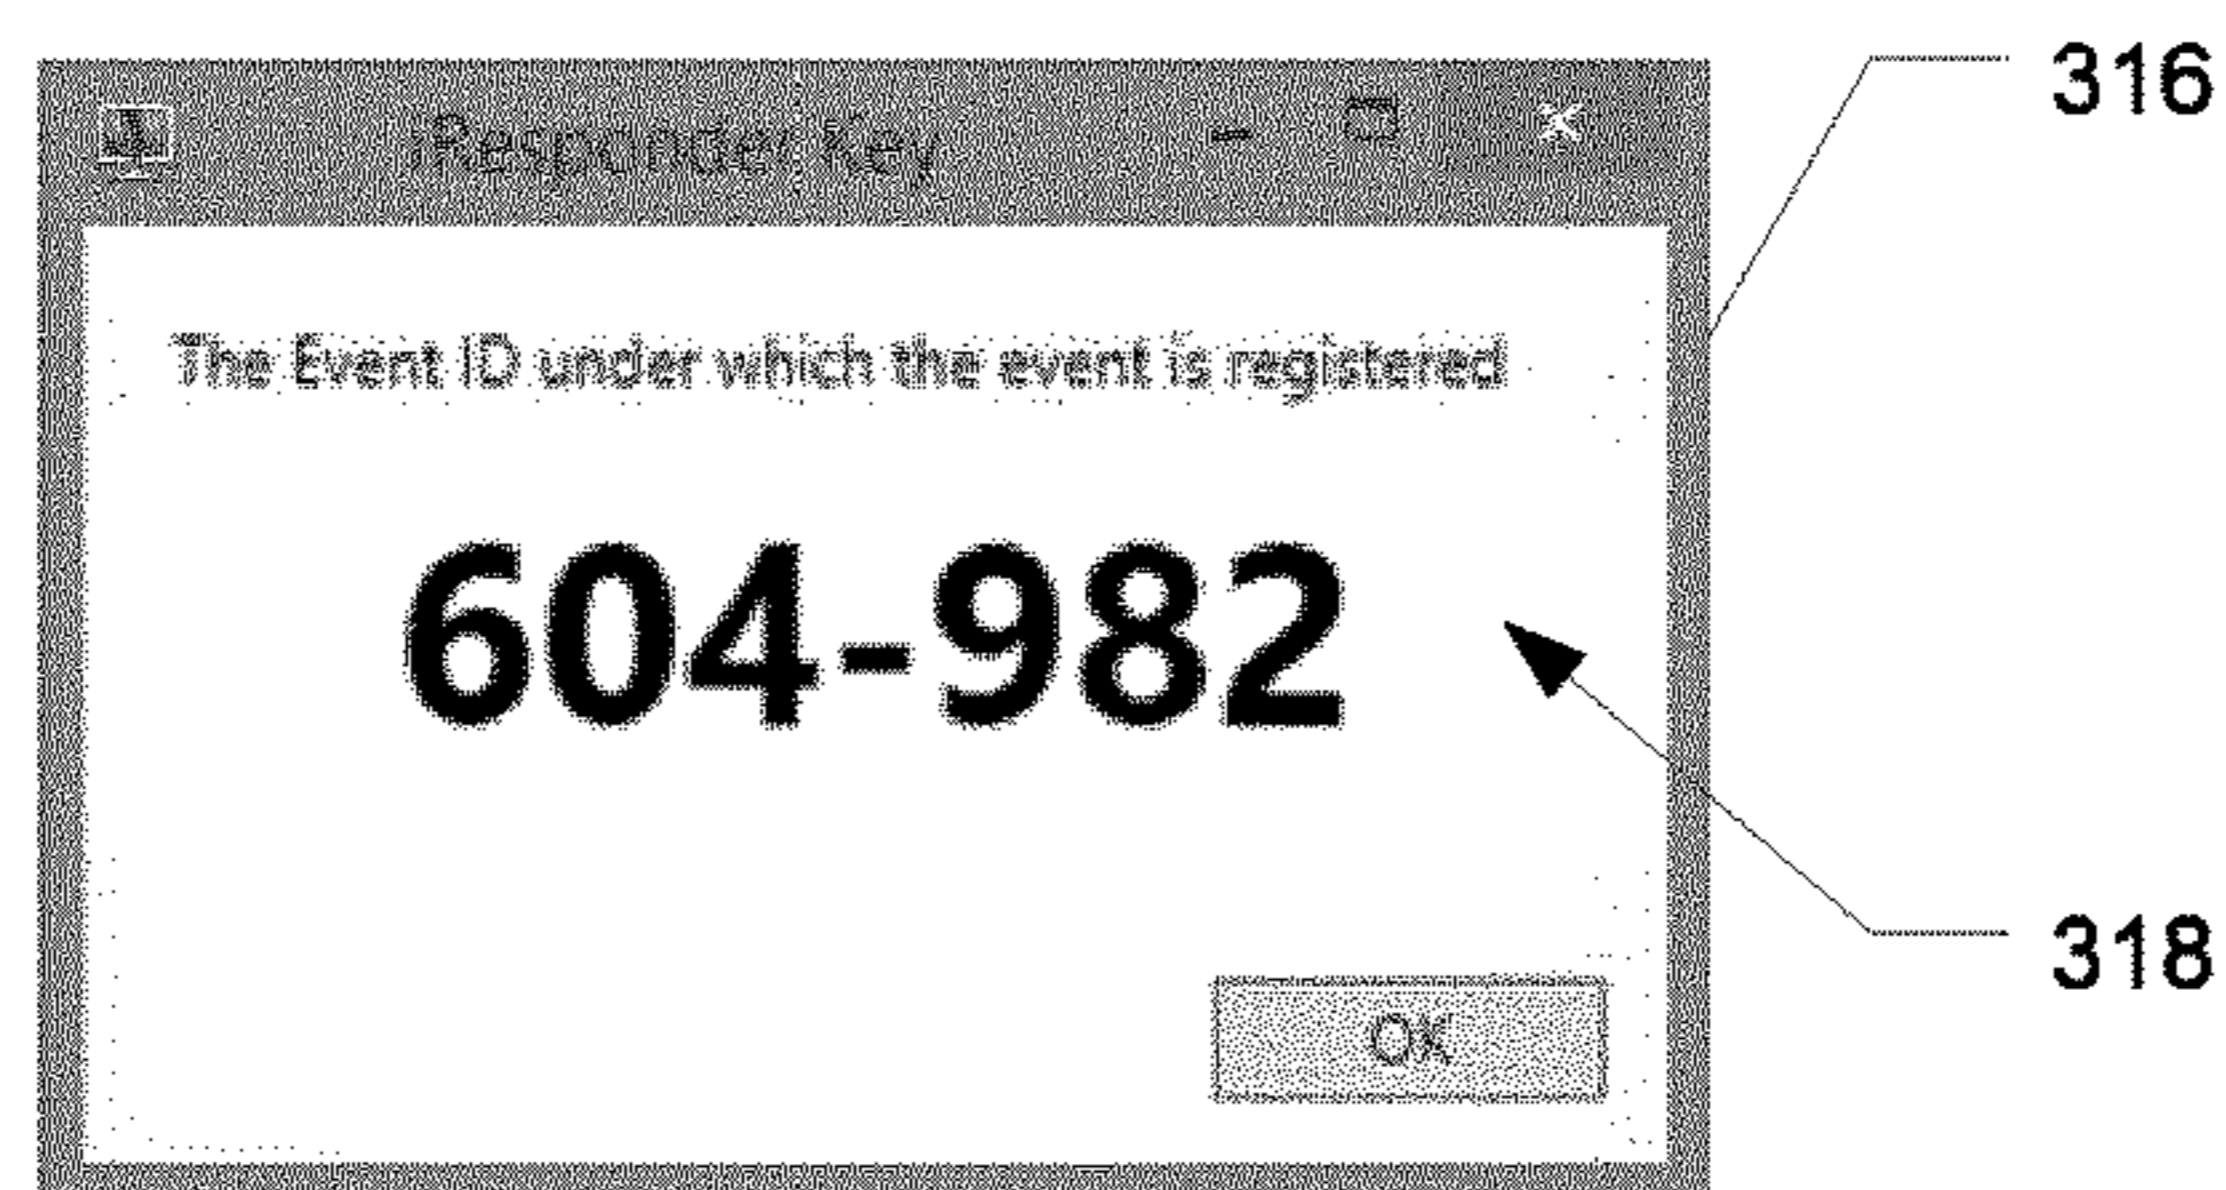 316
iResponder Key
The Event ID under which the event is registered
604-982
318
OK